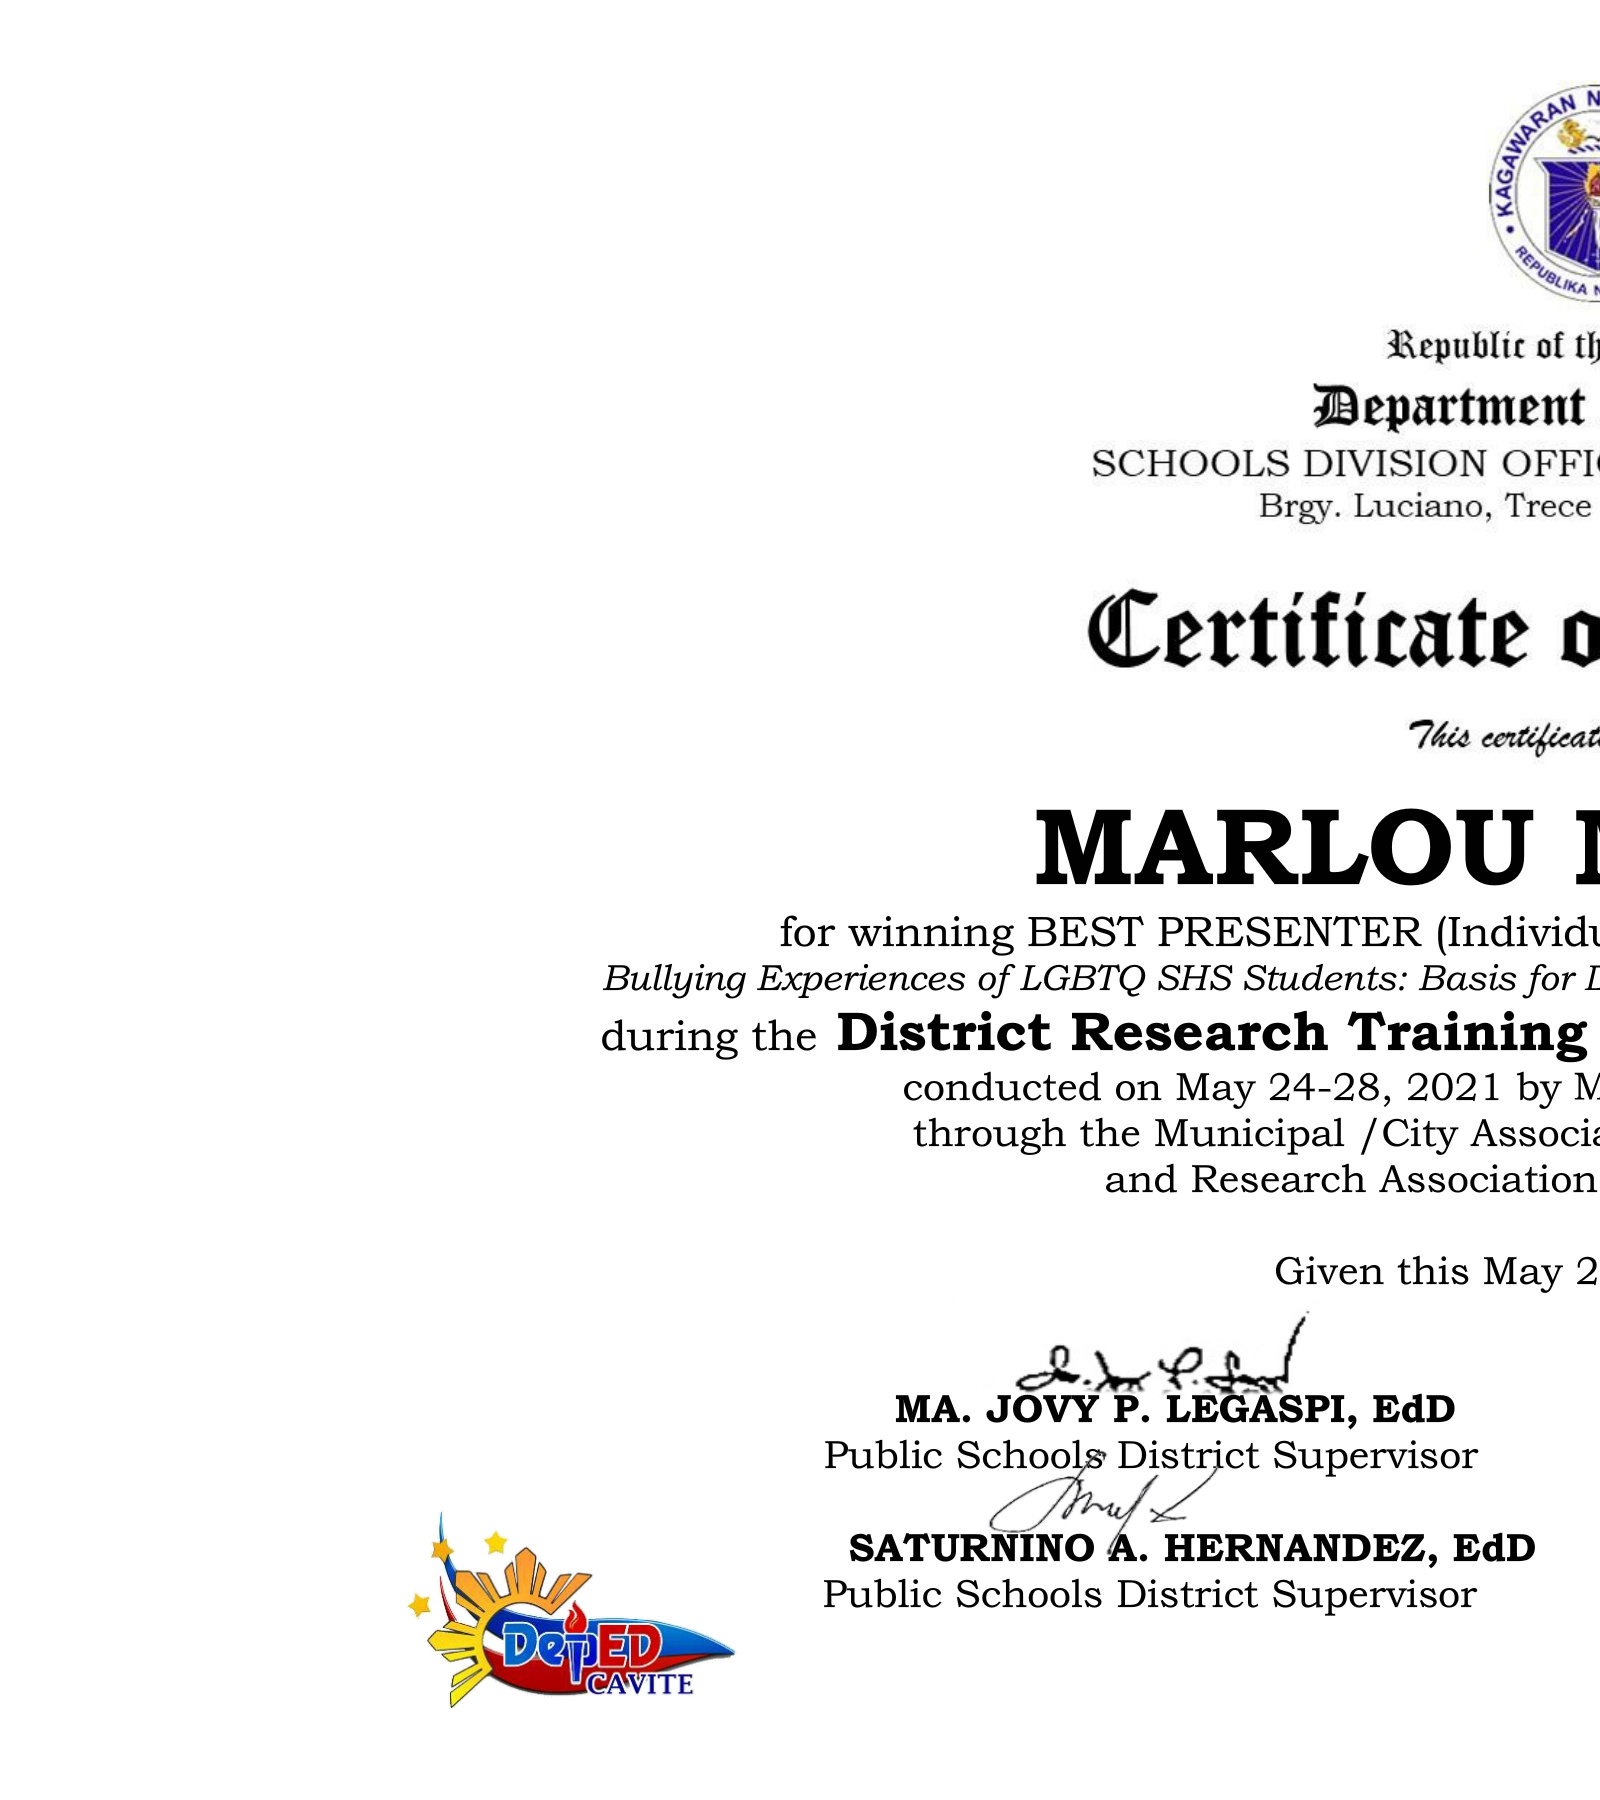 KAGAWARAN N
REPUBLIKA N
Republic of th
Department
SCHOOLS DIVISION OFFIC
Brgy. Luciano, Trece
Certificate o
This certificat
MARLOU
for winning BEST PRESENTER (Individu
Bullying Experiences of LGBTQ SHS Students: Basis for D
during the District Research Training
conducted on May 24-28, 2021 by M
through the Municipal /City Associa
and Research Association
Given this May 2
MA. JOVY P. LEGASPI, EdD
Public Schools District Supervisor
SATURNINO A. HERNANDEZ, EdD
Public Schools District Supervisor
DepED
CAVITE